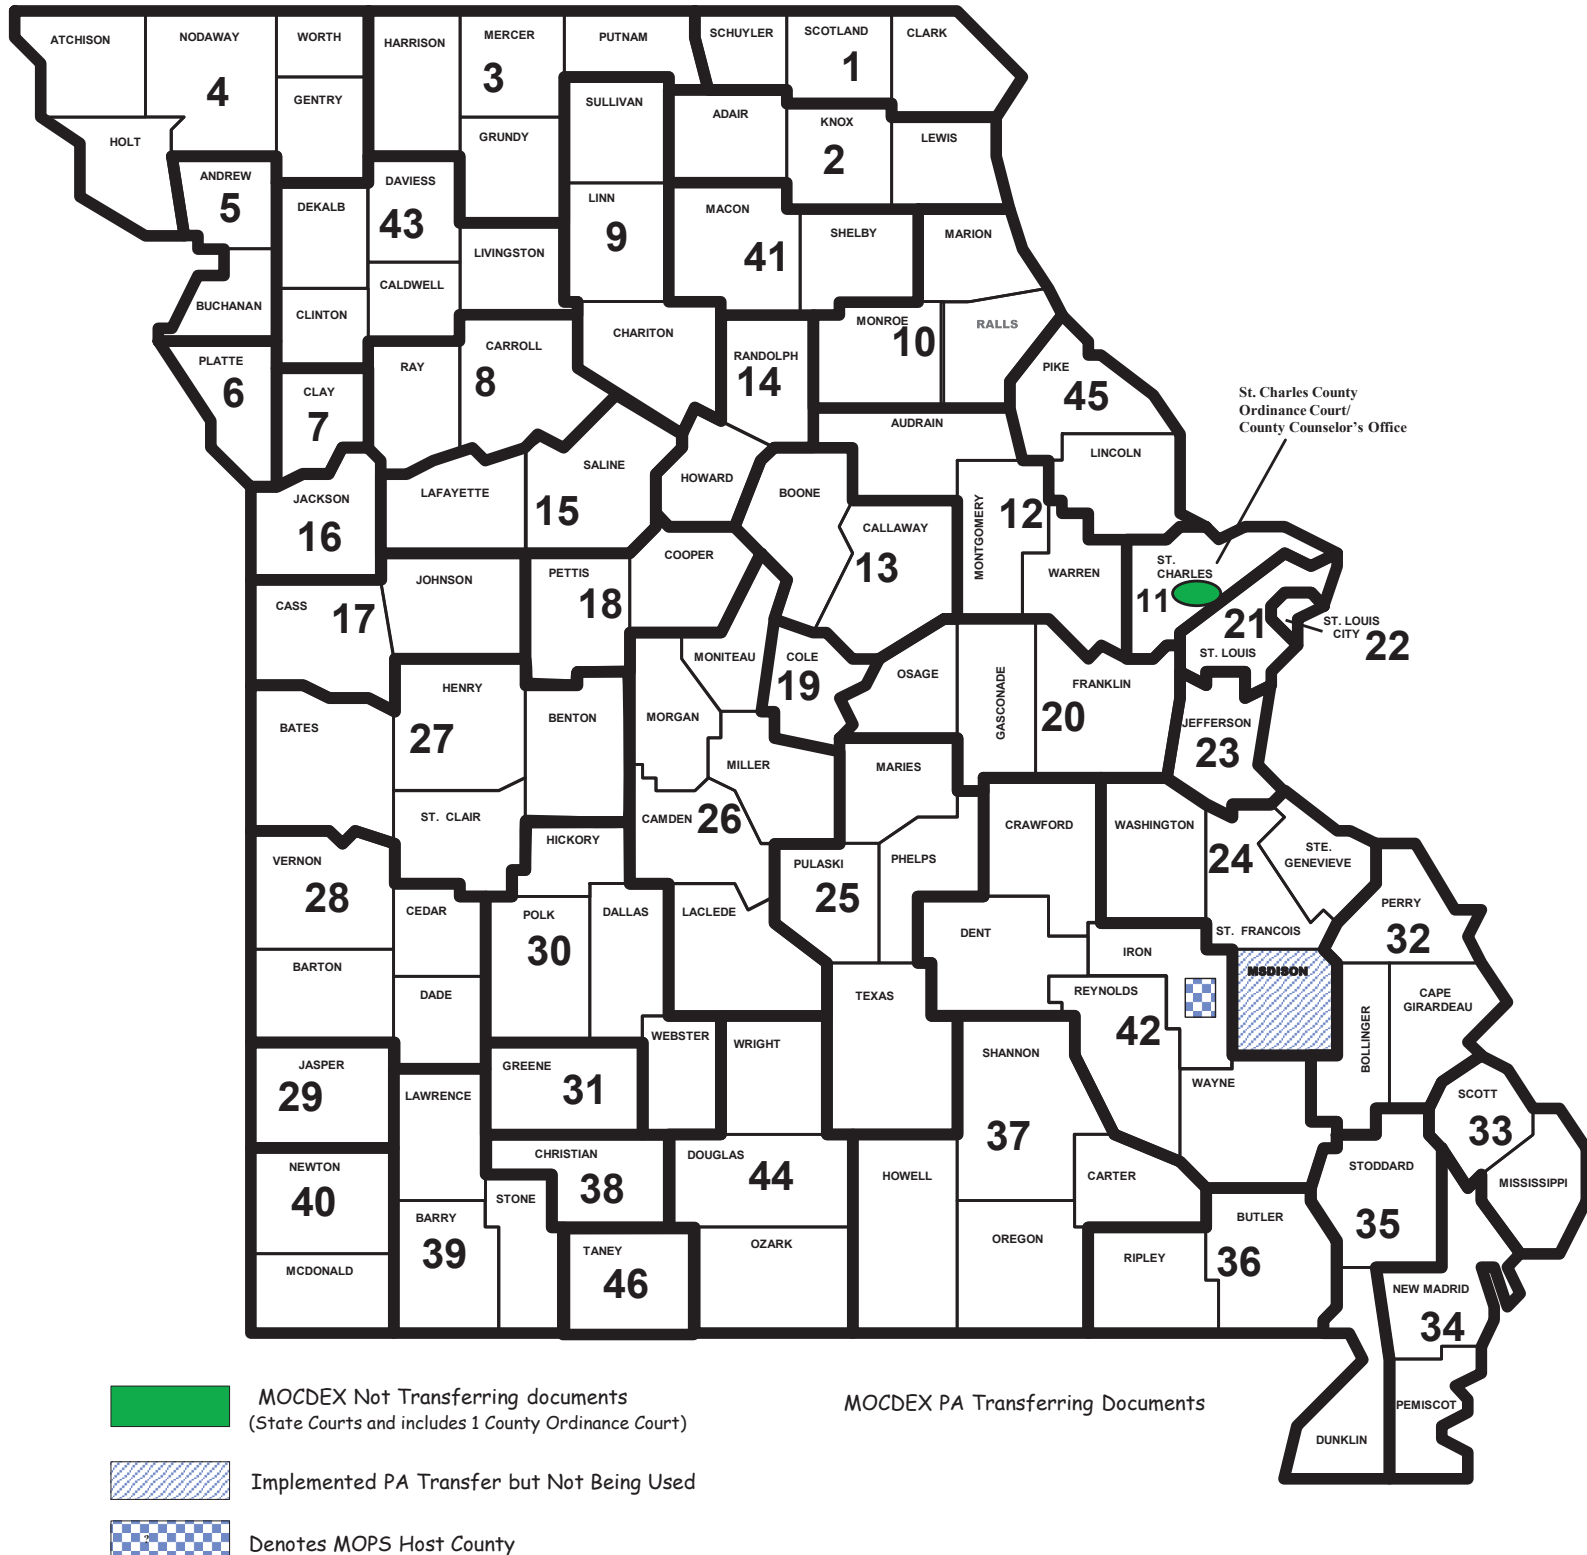 ATCHISON
NODAWAY
WORTH
HARRISON
MERCER
PUTNAM
SCHUYLER
SCOTLAND
CLARK
4
3
1
GENTRY
SULLIVAN
ADAIR
KNOX
HOLT
GRUNDY
2
LEWIS
ANDREW
5
DEKALB
DAVIESS
43
LINN
9
MACON
41
SHELBY
MARION
LIVINGSTON
BUCHANAN
CLINTON
CALDWELL
CHARITON
MONROE
10
RALLS
PLATTE
6
CLAY
7
RAY
CARROLL
8
RANDOLPH
14
PIKE
45
St. Charles County
Ordinance Court/
County Counselor's Office
AUDRAIN
LINCOLN
JACKSON
16
LAFAYETTE
SALINE
15
HOWARD
BOONE
CALLAWAY
13
MONTGOMERY
12
WARREN
ST.
CHARLES
11
COOPER
JOHNSON
PETTIS
18
CASS
17
21
ST. LOUIS
ST. LOUIS
CITY
22
MONITEAU
COLE
19
OSAGE
GASCONADE
FRANKLIN
20
HENRY
27
BENTON
MORGAN
JEFFERSON
23
BATES
MILLER
MARIES
ST. CLAIR
CAMDEN
26
CRAWFORD
WASHINGTON
24
STE.
GENEVIEVE
HICKORY
VERNON
28
PULASKI
25
PHELPS
CEDAR
POLK
30
DALLAS
LACLEDE
DENT
ST. FRANCOIS
PERRY
32
BARTON
IRON
MSDISON
DADE
TEXAS
REYNOLDS
42
CAPE
GIRARDEAU
BOLLINGER
WEBSTER
WRIGHT
SHANNON
JASPER
29
GREENE
31
LAWRENCE
WAYNE
SCOTT
33
37
NEWTON
40
CHRISTIAN
38
DOUGLAS
44
HOWELL
CARTER
STODDARD
35
MISSISSIPPI
STONE
BARRY
39
BUTLER
36
OREGON
TANEY
46
OZARK
RIPLEY
MCDONALD
NEW MADRID
34
PEMISCOT
DUNKLIN
MOCDEX Not Transferring documents
(State Courts and includes 1 County Ordinance Court)
MOCDEX PA Transferring Documents
Implemented PA Transfer but Not Being Used
?
Denotes MOPS Host County